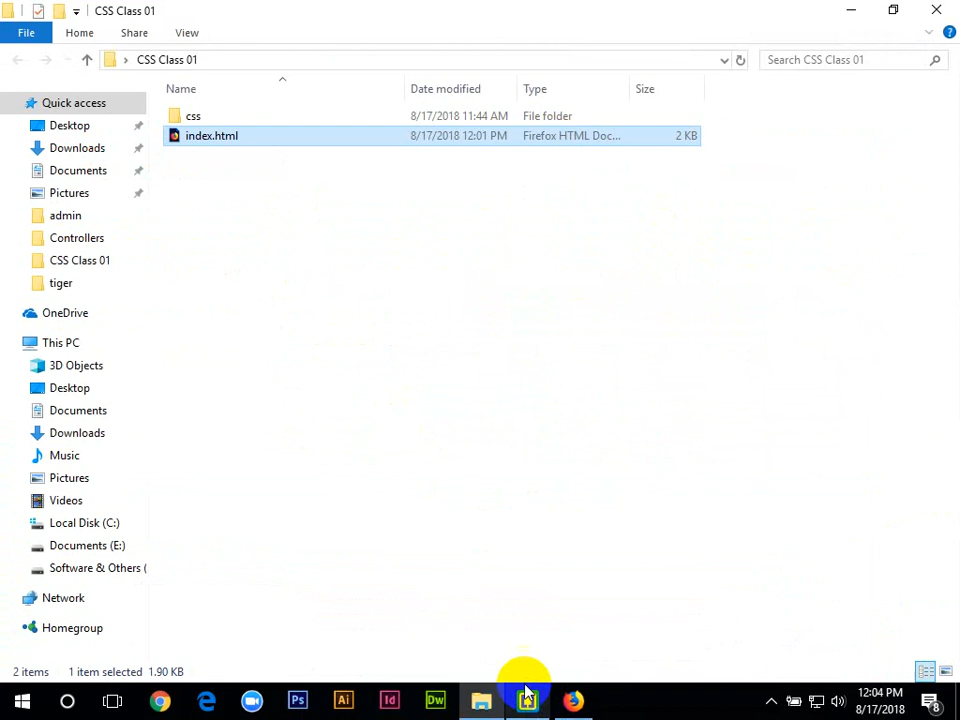 CSS Class 01
File Home Share View
CSS Class 01
Search CSS Class 01
Name Date modified Type Size
css 8/17/2018 11:44 AM File folder
index.html 8/17/2018 12:01 PM Firefox HTML Doc... 2 KB
Quick access
Desktop
Downloads
Documents
Pictures
admin
Controllers
CSS Class 01
tiger
OneDrive
This PC
3D Objects
Desktop
Documents
Downloads
Music
Pictures
Videos
Local Disk (C:)
Documents (E:)
Software & Others (
Network
Homegroup
2 items 1 item selected 1.90 KB
Ps Ai Id Dw
12:04 PM
8/17/2018
8